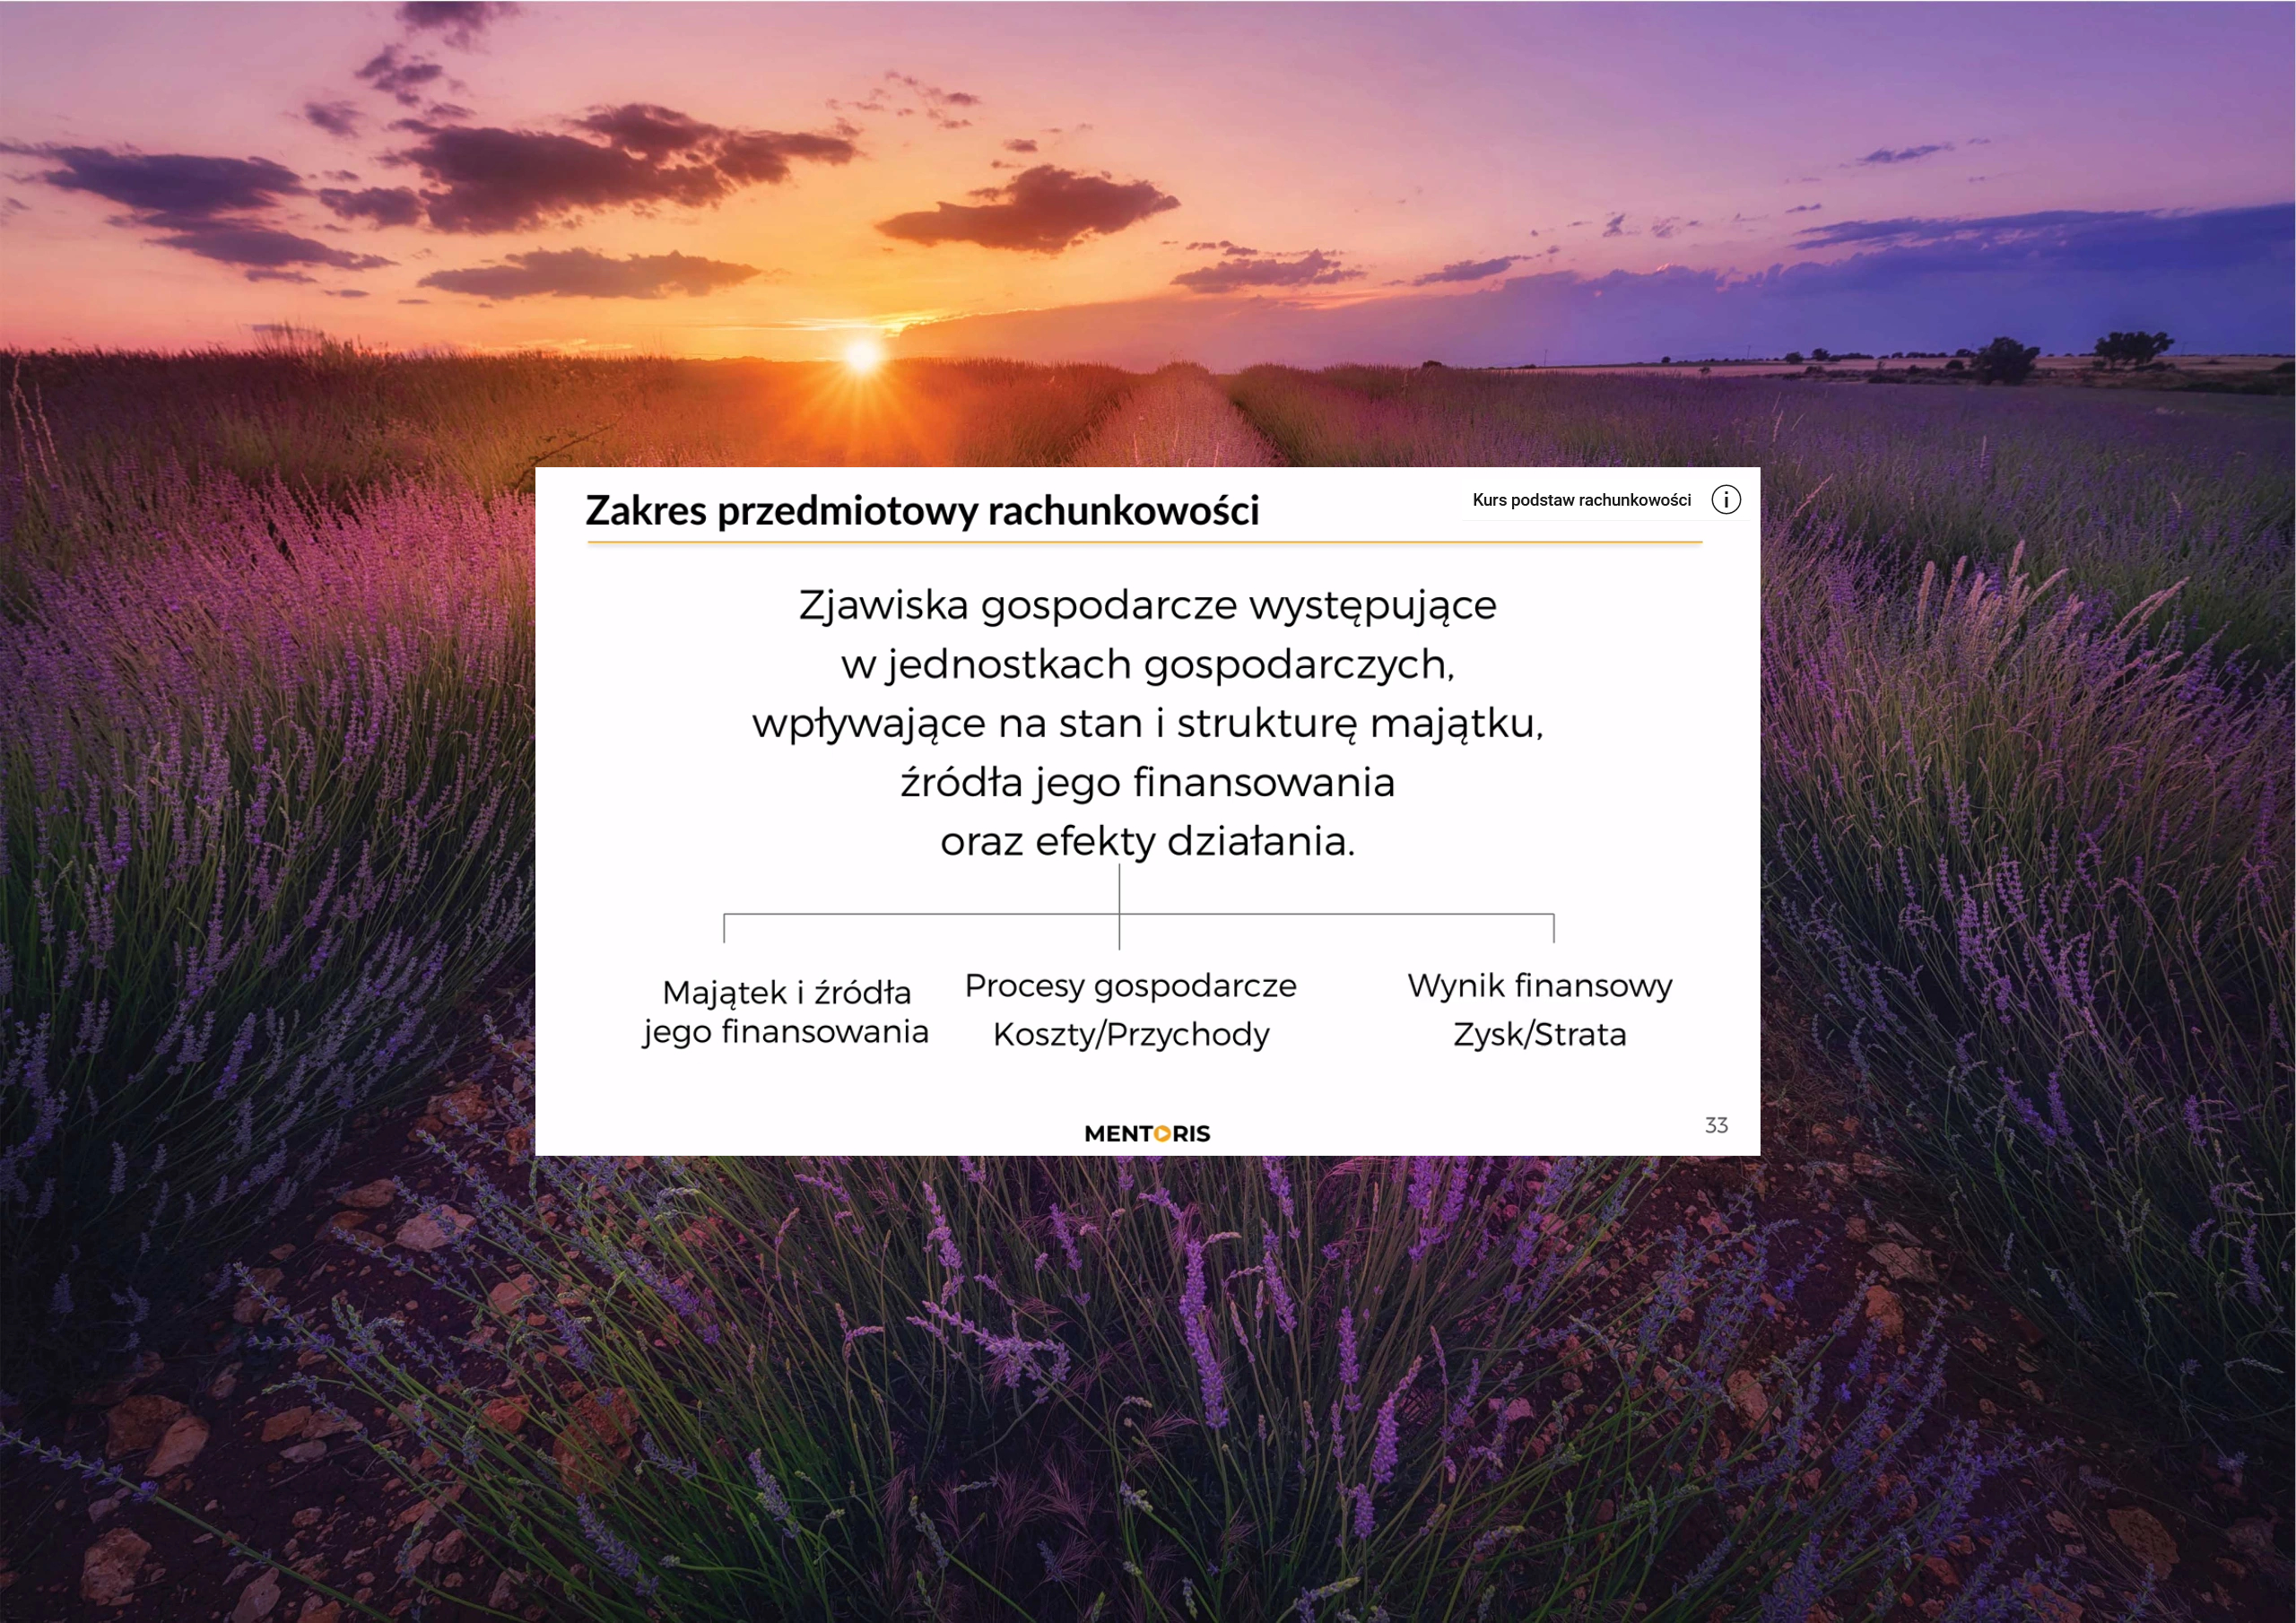 Zakres przedmiotowy rachunkowości
Kurs podstaw rachunkowości
Zjawiska gospodarcze występujące
w jednostkach gospodarczych,
wpływające na stan i strukturę majątku,
źródła jego finansowania
oraz efekty działania.
Majątek i źródła
jego finansowania
Procesy gospodarcze
Koszty/Przychody
Wynik finansowy
Zysk/Strata
MENTORIS
33